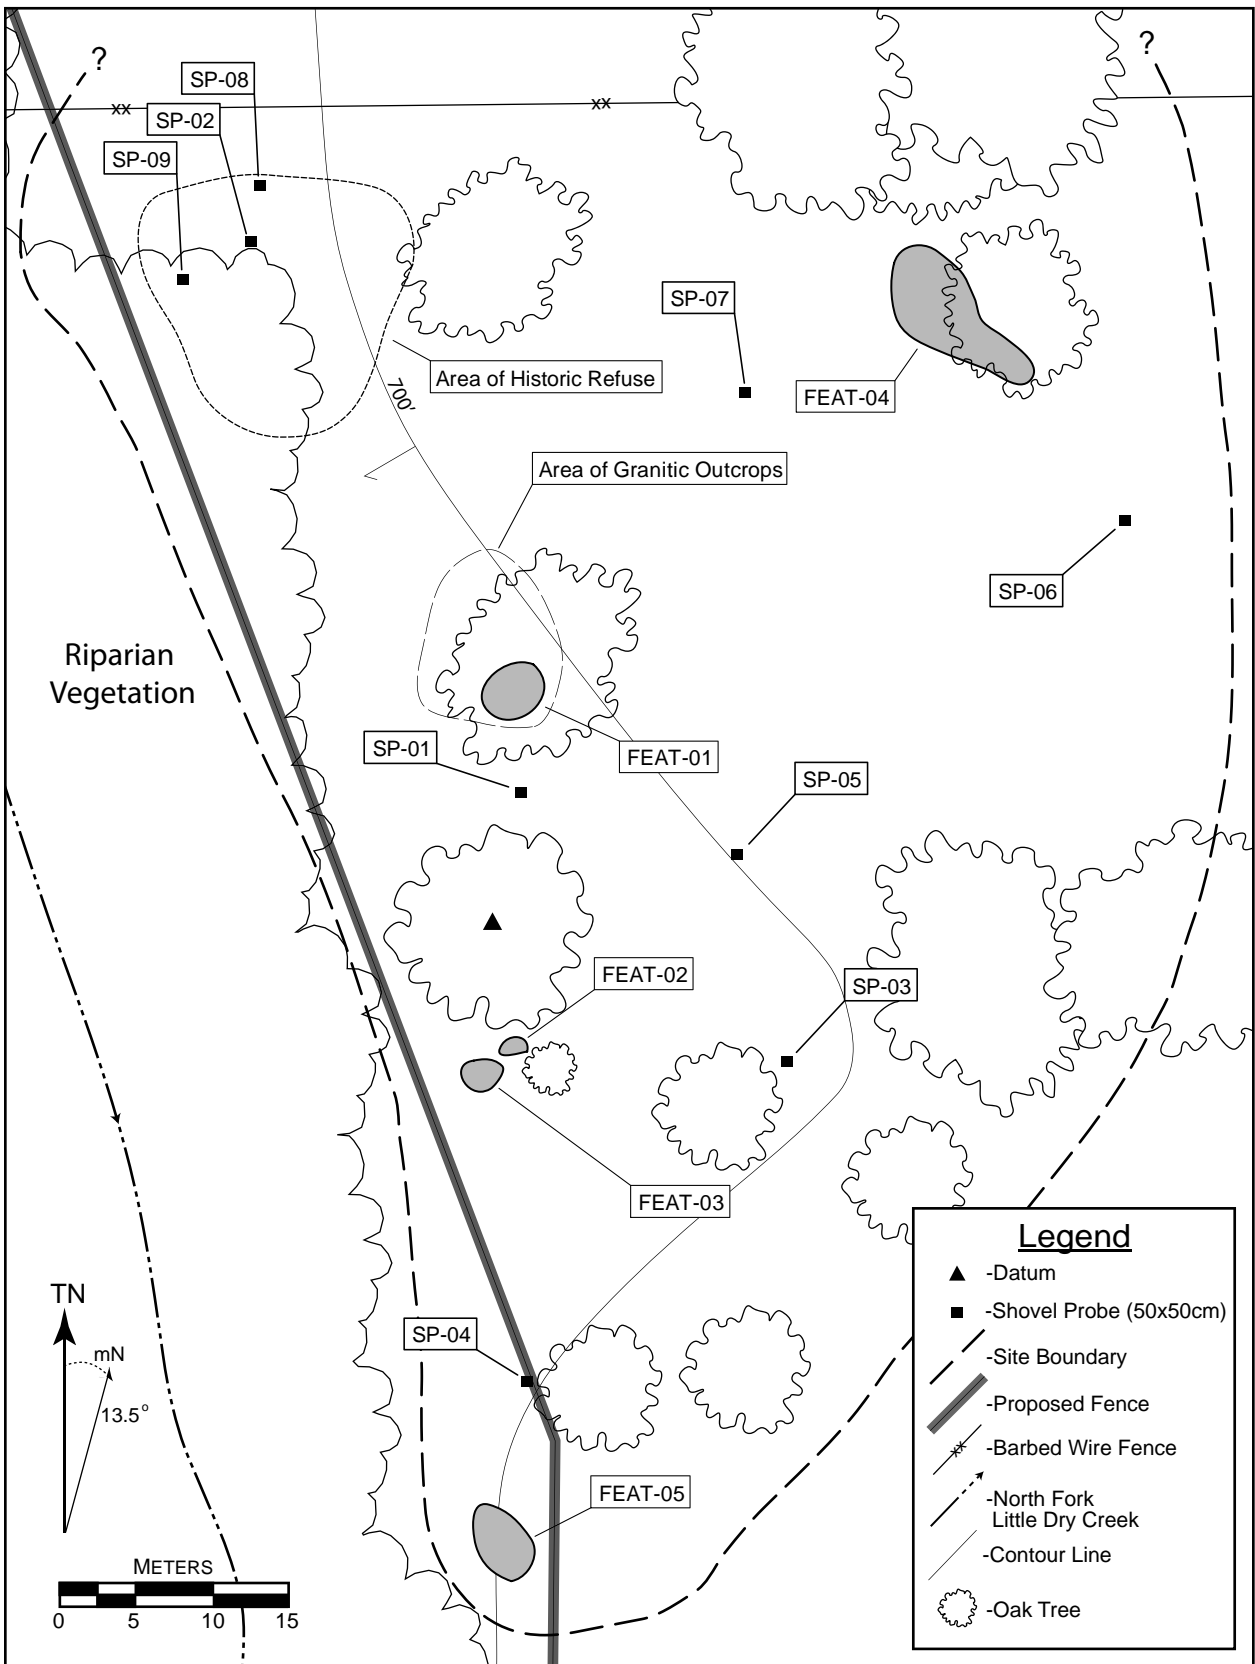 ?
?
SP-08
xx
xx
SP-02
SP-09
SP-07
Area of Historic Refuse
700'
FEAT-04
Area of Granitic Outcrops
SP-06
Riparian
Vegetation
SP-01
FEAT-01
SP-05
FEAT-02
SP-03
FEAT-03
SP-04
FEAT-05
TN
mN
13.5°
METERS
0 5 10 15
Legend
-Datum
-Shovel Probe (50x50cm)
-Site Boundary
-Proposed Fence
xx
-Barbed Wire Fence
-North Fork
Little Dry Creek
-Contour Line
-Oak Tree